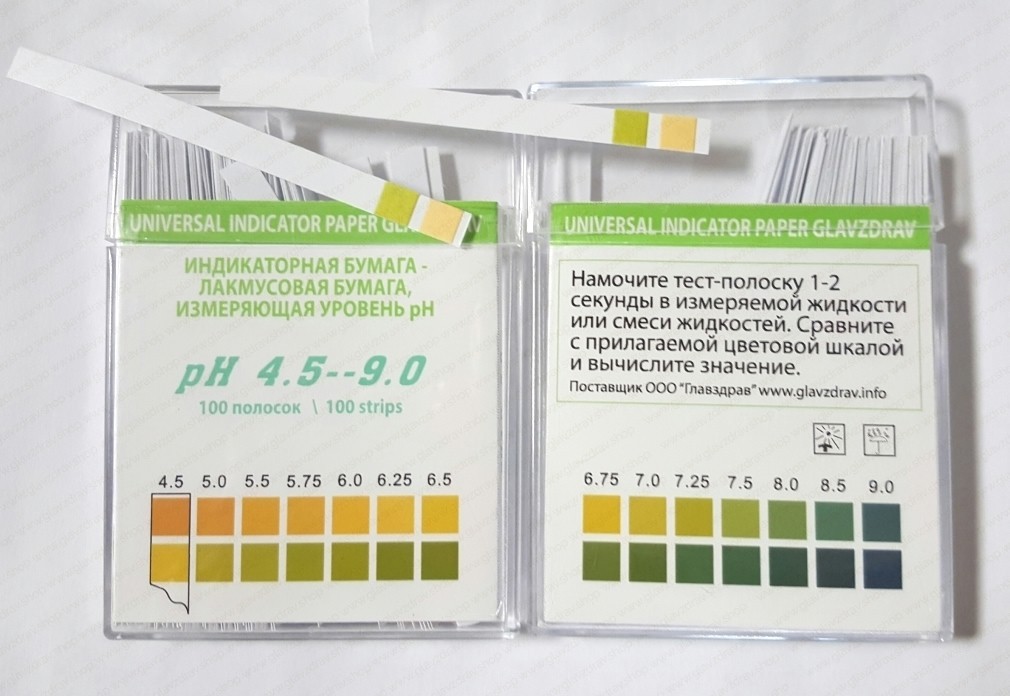 UNIVERSAL INDICATOR PAPER
ИНДИКАТОРНАЯ БУМАГА -
ЛАКМУСОВАЯ БУМАГА,
ИЗМЕРЯЮЩАЯ УРОВЕНЬ pH
pH 4.5--9.0
100 полосок \ 100 strips
4.5 5.0 5.5 5.75 6.0 6.25 6.5
UNIVERSAL INDICATOR PAPER GLAVZDRAV
Намочите тест-полоску 1-2
секунды в измеряемой жидкости
или смеси жидкостей. Сравните
с прилагаемой цветовой шкалой
и вычислите значение.
Поставщик ООО "Главздрав" www.glavzdrav.info
6.75 7.0 7.25 7.5 8.0 8.5 9.0